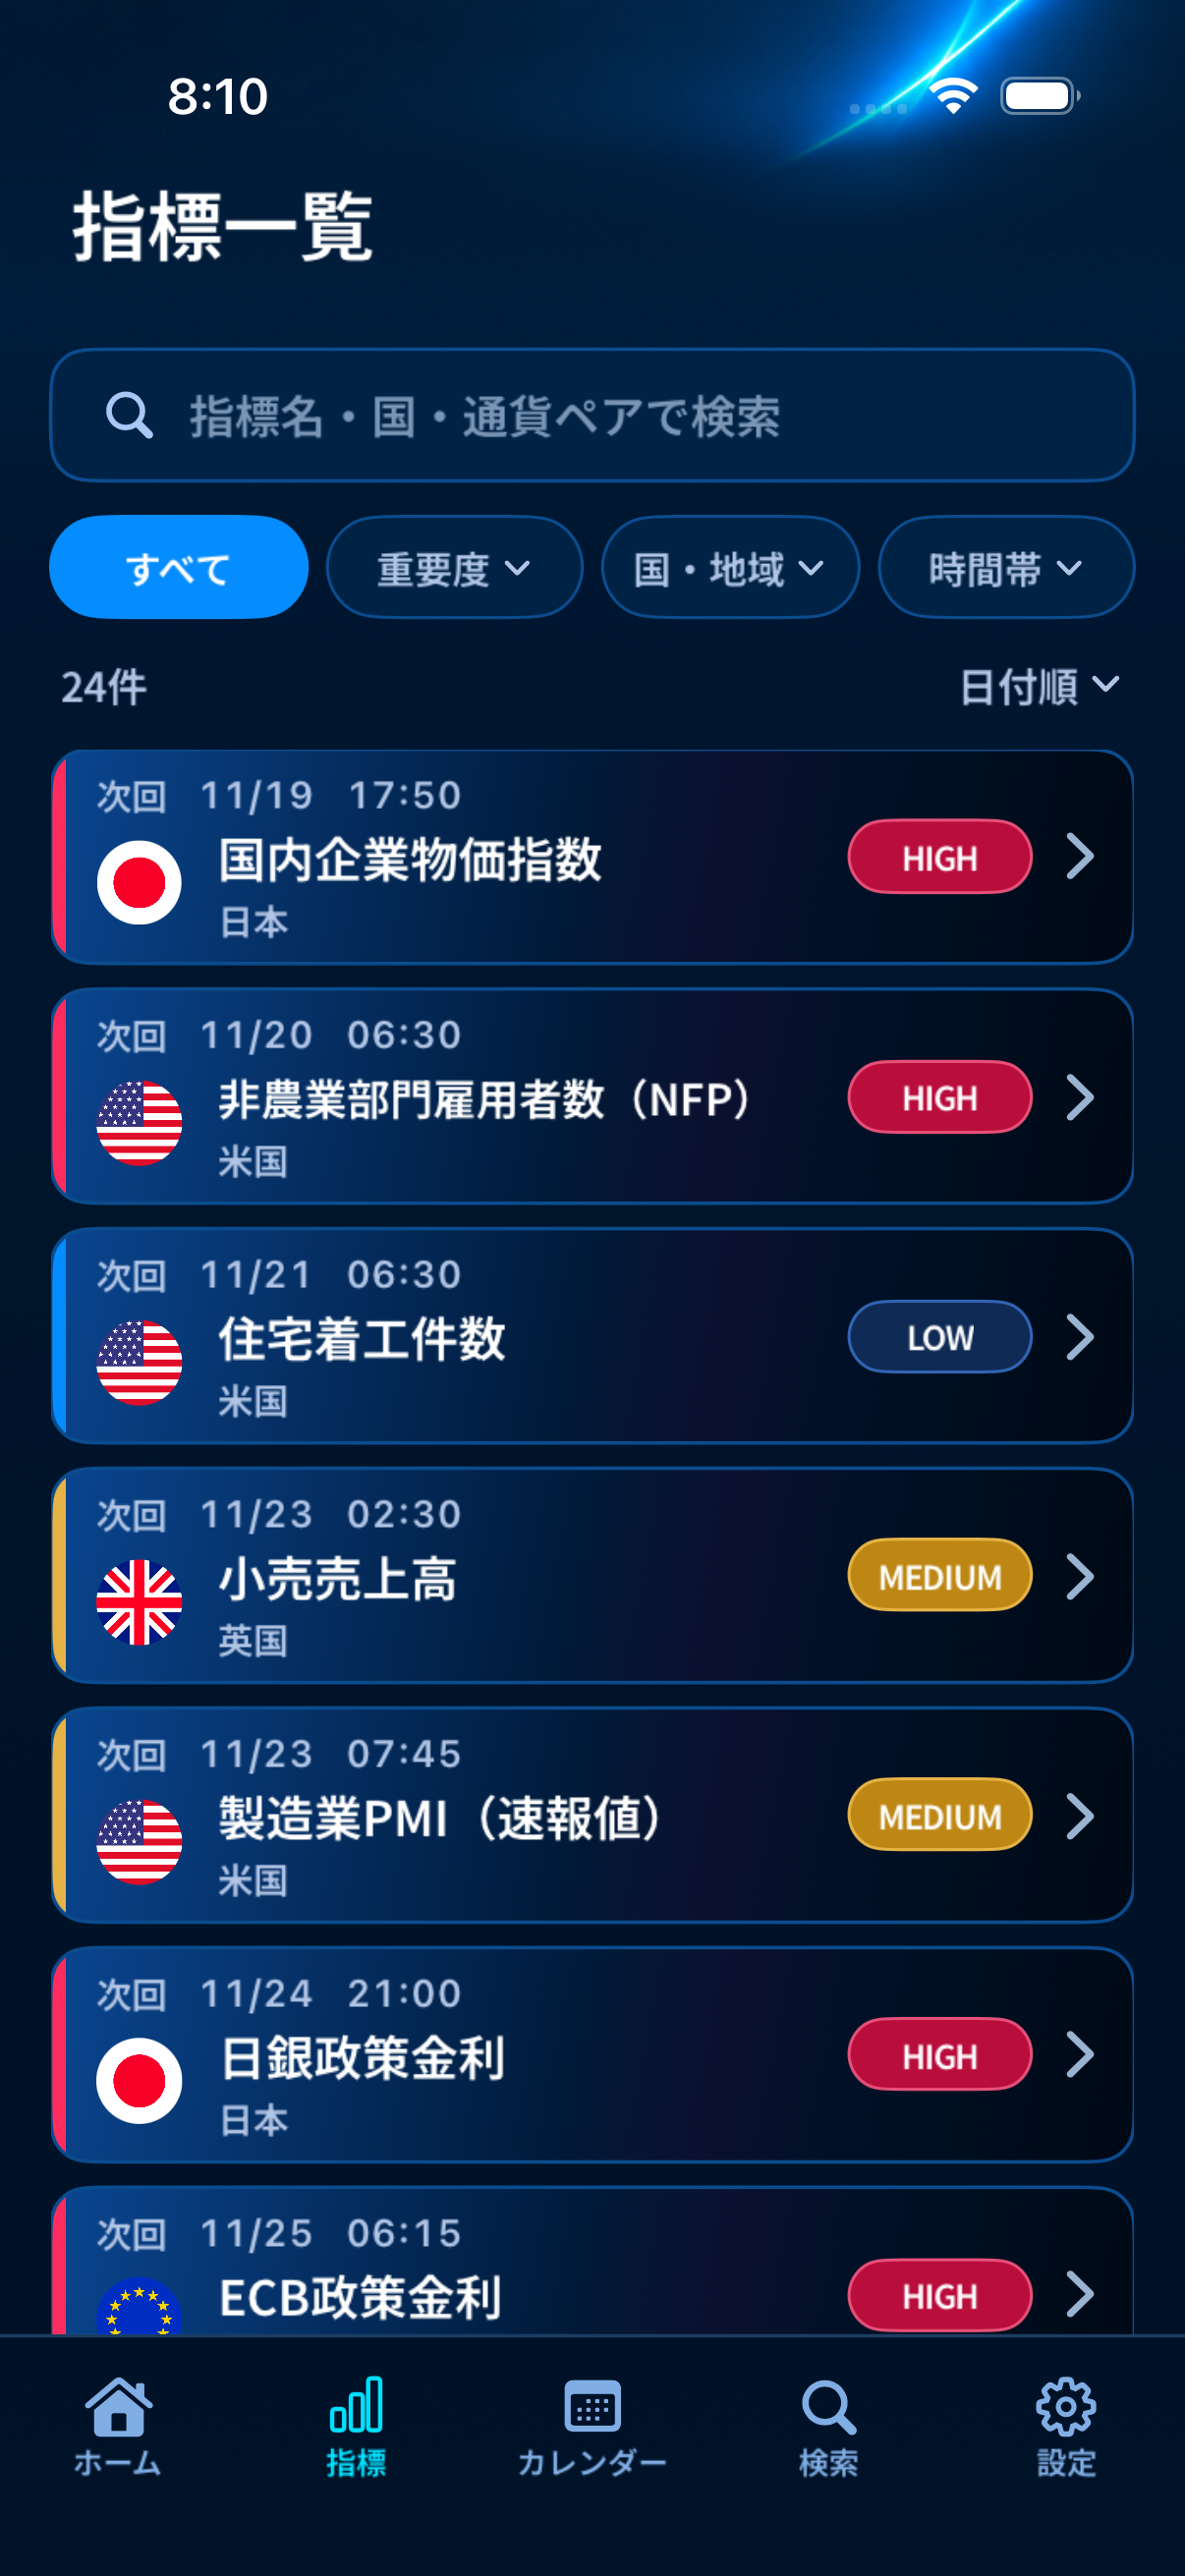 8:10
指標一覧
指標名・国・通貨ペアで検索
すべて 重要度 国・地域 時間帯
24件 日付順
次回 11/19 17:50
国内企業物価指数
日本
HIGH
次回 11/20 06:30
非農業部門雇用者数（NFP）
米国
HIGH
次回 11/21 06:30
住宅着工件数
米国
LOW
次回 11/23 02:30
小売売上高
英国
MEDIUM
次回 11/23 07:45
製造業PMI（速報値）
米国
MEDIUM
次回 11/24 21:00
日銀政策金利
日本
HIGH
次回 11/25 06:15
ECB政策金利
HIGH
ホーム 指標 カレンダー 検索 設定